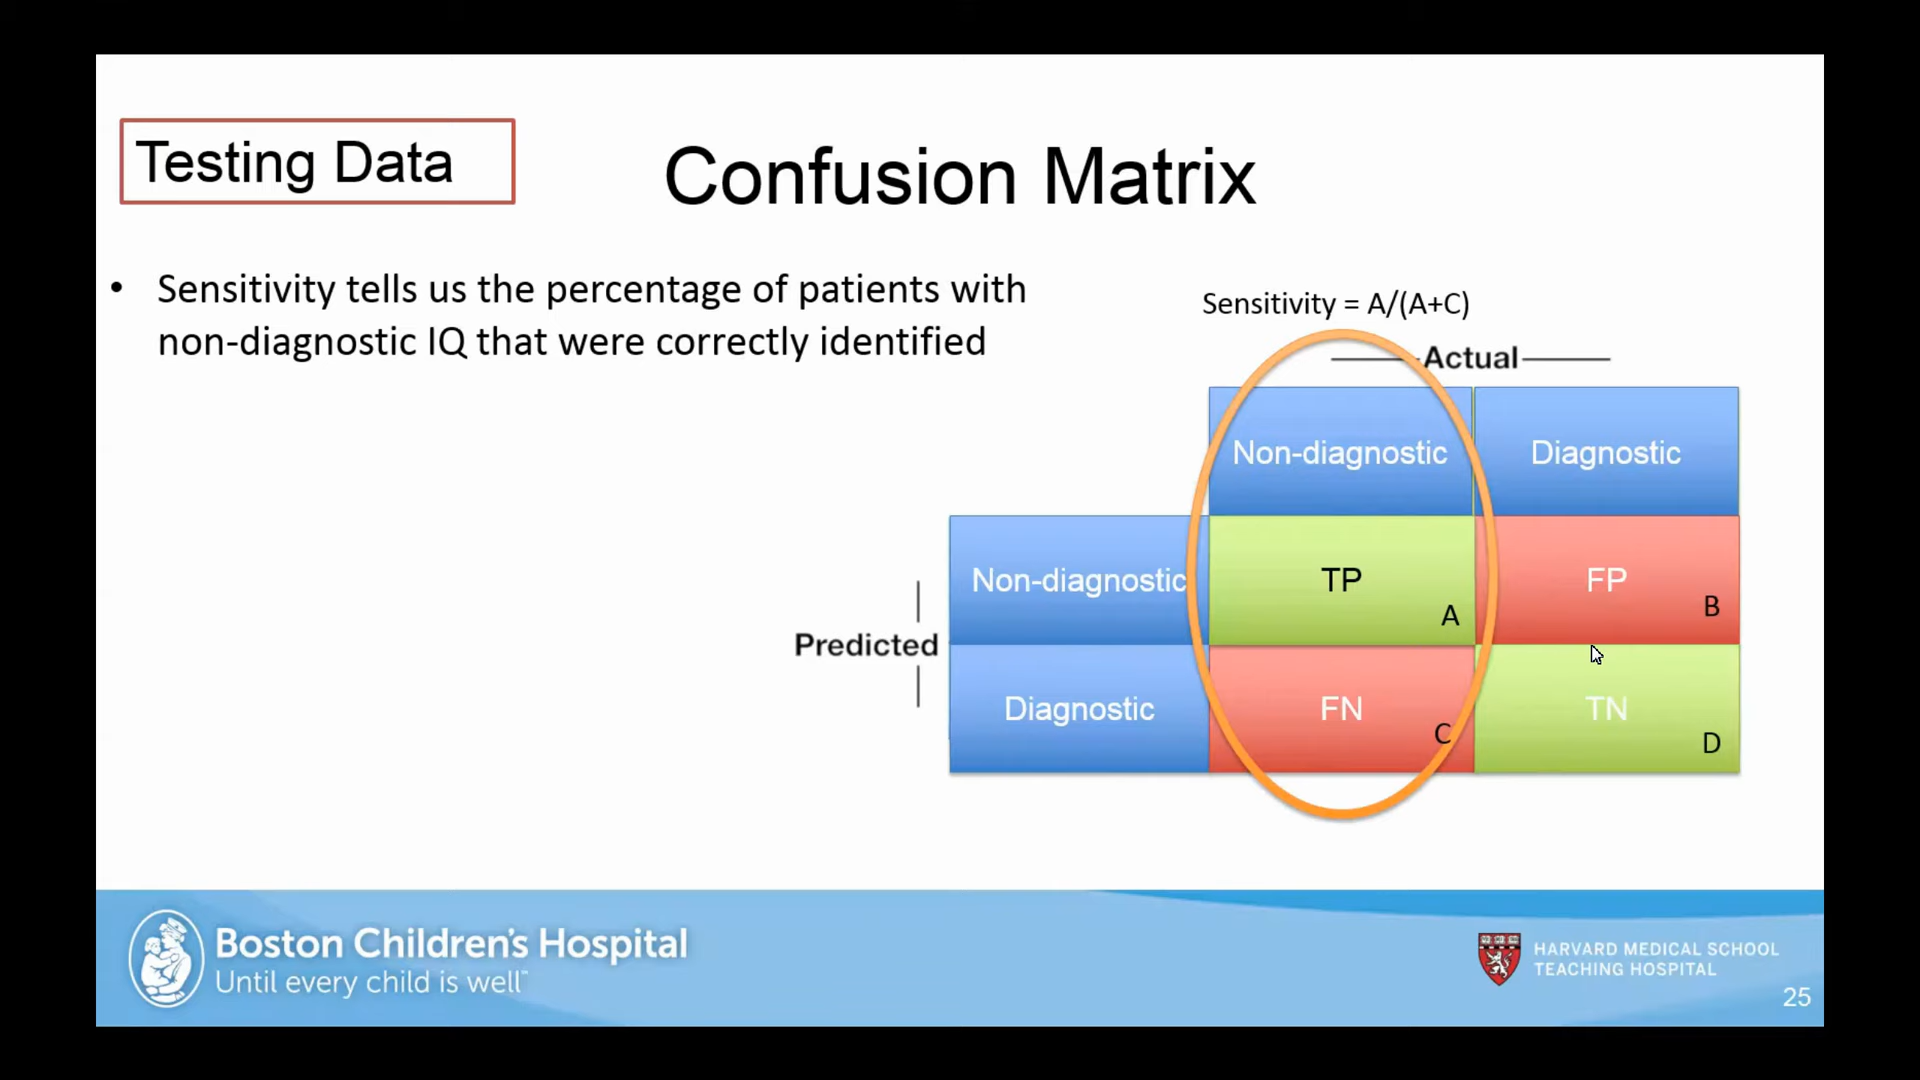 Testing Data
Confusion Matrix
• Sensitivity tells us the percentage of patients with
non-diagnostic IQ that were correctly identified
Sensitivity = A/(A+C)
Actual
Non-diagnostic
Diagnostic
Predicted
Non-diagnostic
TP
A
FP
B
Diagnostic
FN
C
TN
D
Boston Children's Hospital
Until every child is well™
HARVARD MEDICAL SCHOOL
TEACHING HOSPITAL
25